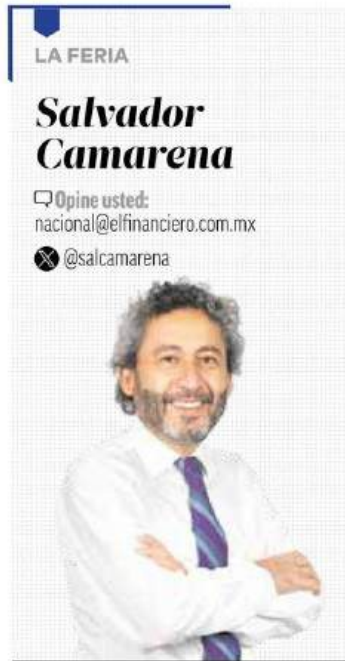 LA FERIA
Salvador
Camarena
Opine usted:
nacional@elfinanciero.com.mx
@salcamarena